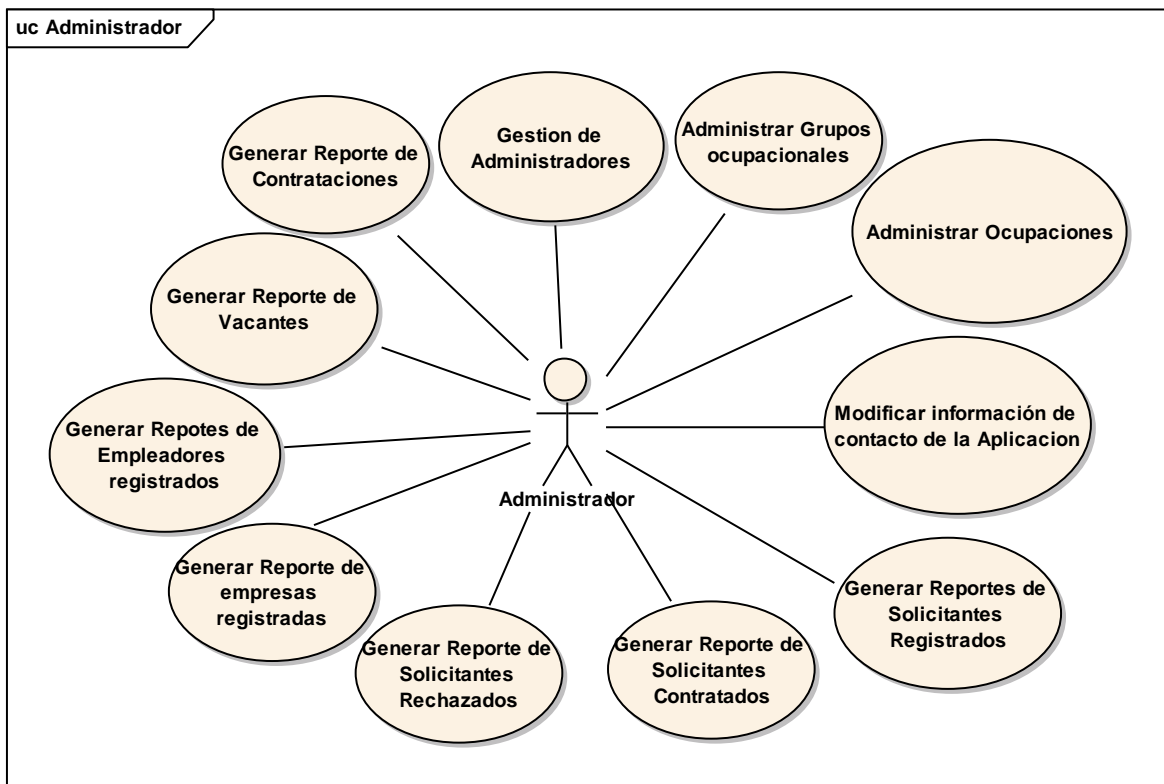 uc Administrador
Generar Reporte de
Contrataciones
Gestion de
Administradores
Administrar Grupos
ocupacionales
Administrar Ocupaciones
Generar Reporte de
Vacantes
Modificar información de
contacto de la Aplicacion
Generar Repotes de
Empleadores
registrados
Administrador
Generar Reporte de
empresas
registradas
Generar Reporte de
Solicitantes
Rechazados
Generar Reporte de
Solicitantes
Contratados
Generar Reportes de
Solicitantes
Registrados